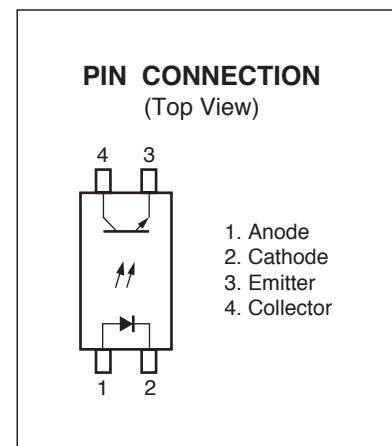 PIN CONNECTION
(Top View)
4 3
1. Anode
2. Cathode
3. Emitter
4. Collector
1 2